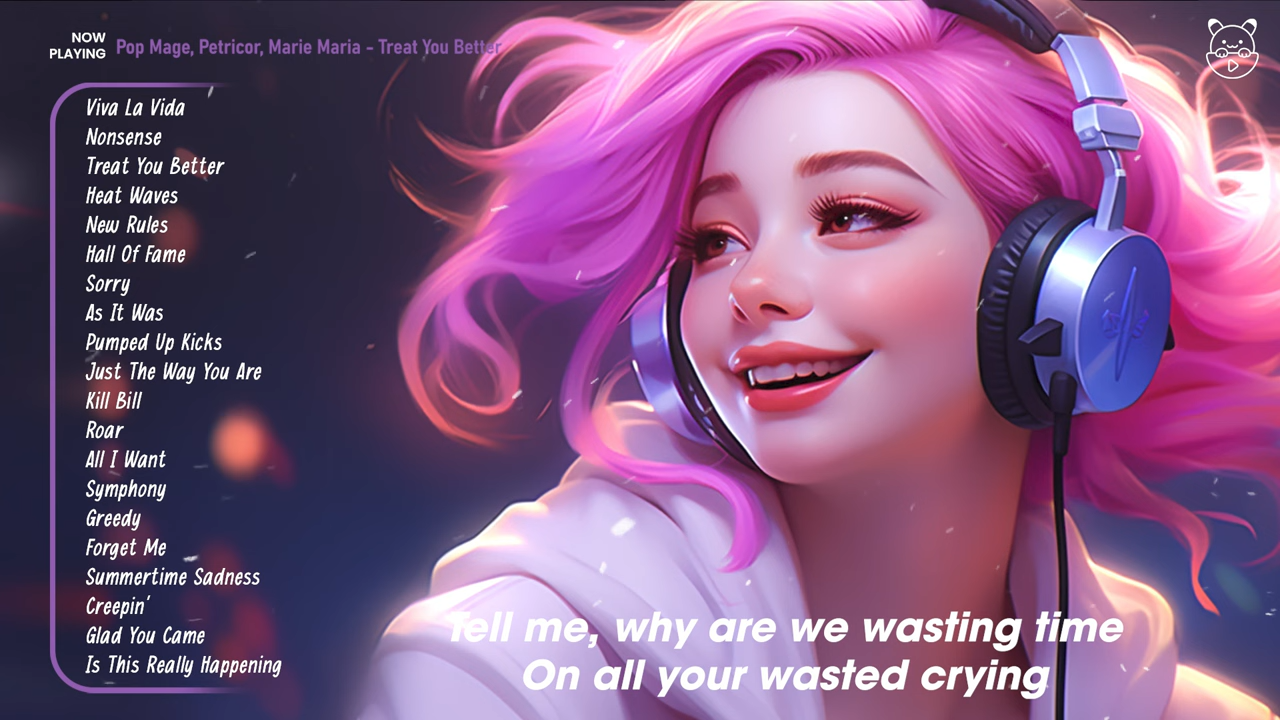 NOW
PLAYING
Pop Mage, Petricor, Marie Maria - Treat You Better
Viva La Vida
Nonsense
Treat You Better
Heat Waves
New Rules
Hall Of Fame
Sorry
As It Was
Pumped Up Kicks
Just The Way You Are
Kill Bill
Roar
All I Want
Symphony
Greedy
Forget Me
Summertime Sadness
Creepin'
Glad You Came
Is This Really Happening
Tell me, why are we wasting time
On all your wasted crying